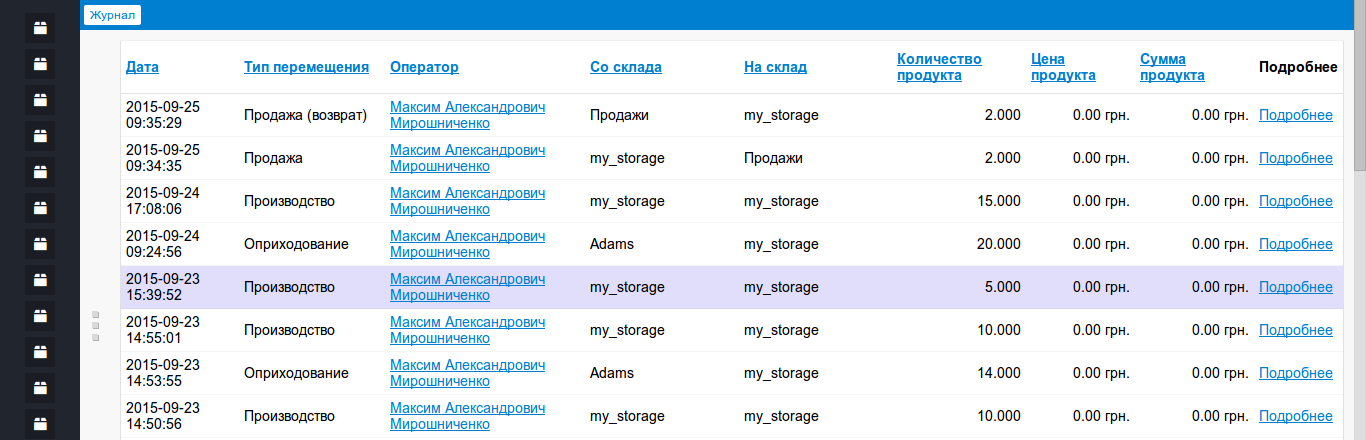 Журнал
Дата Тип перемещения Оператор Со склада На склад Количество продукта Цена продукта Сумма продукта Подробнее
2015-09-25 09:35:29 Продажа (возврат) Максим Александрович Мирошниченко Продажи my_storage 2.000 0.00 грн. 0.00 грн. Подробнее
2015-09-25 09:34:35 Продажа Максим Александрович Мирошниченко my_storage Продажи 2.000 0.00 грн. 0.00 грн. Подробнее
2015-09-24 17:08:06 Производство Максим Александрович Мирошниченко my_storage my_storage 15.000 0.00 грн. 0.00 грн. Подробнее
2015-09-24 09:24:56 Оприходование Максим Александрович Мирошниченко Adams my_storage 20.000 0.00 грн. 0.00 грн. Подробнее
2015-09-23 15:39:52 Производство Максим Александрович Мирошниченко my_storage my_storage 5.000 0.00 грн. 0.00 грн. Подробнее
2015-09-23 14:55:01 Производство Максим Александрович Мирошниченко my_storage my_storage 10.000 0.00 грн. 0.00 грн. Подробнее
2015-09-23 14:53:55 Оприходование Максим Александрович Мирошниченко Adams my_storage 14.000 0.00 грн. 0.00 грн. Подробнее
2015-09-23 14:50:56 Производство Максим Александрович Мирошниченко my_storage my_storage 10.000 0.00 грн. 0.00 грн. Подробнее